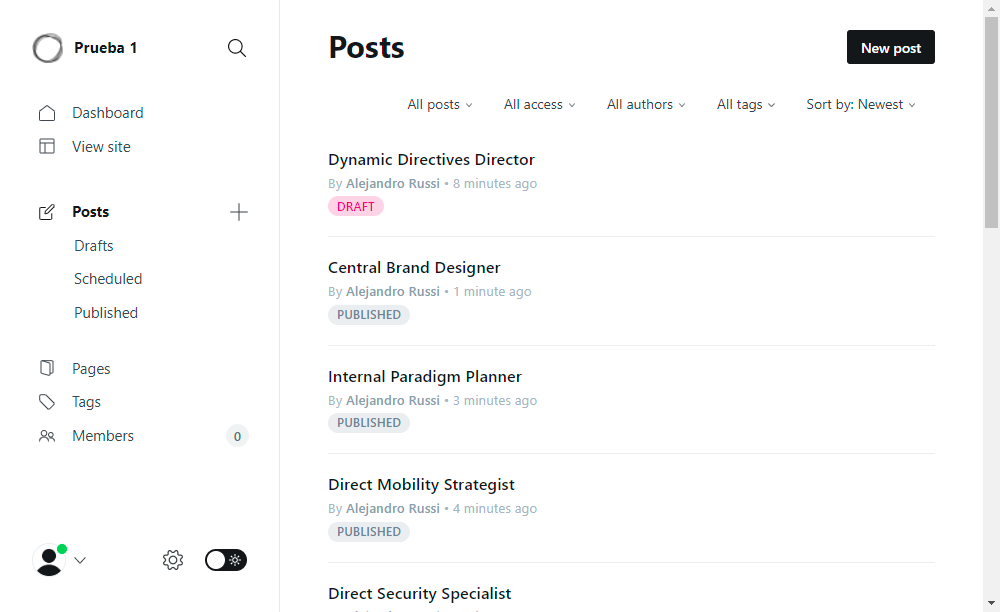 Prueba 1
Dashboard
View site
Posts
Drafts
Scheduled
Published
Pages
Tags
Members
0
Posts
New post
All posts
All access
All authors
All tags
Sort by: Newest
Dynamic Directives Director
By Alejandro Russi • 8 minutes ago
DRAFT
Central Brand Designer
By Alejandro Russi • 1 minute ago
PUBLISHED
Internal Paradigm Planner
By Alejandro Russi • 3 minutes ago
PUBLISHED
Direct Mobility Strategist
By Alejandro Russi • 4 minutes ago
PUBLISHED
Direct Security Specialist